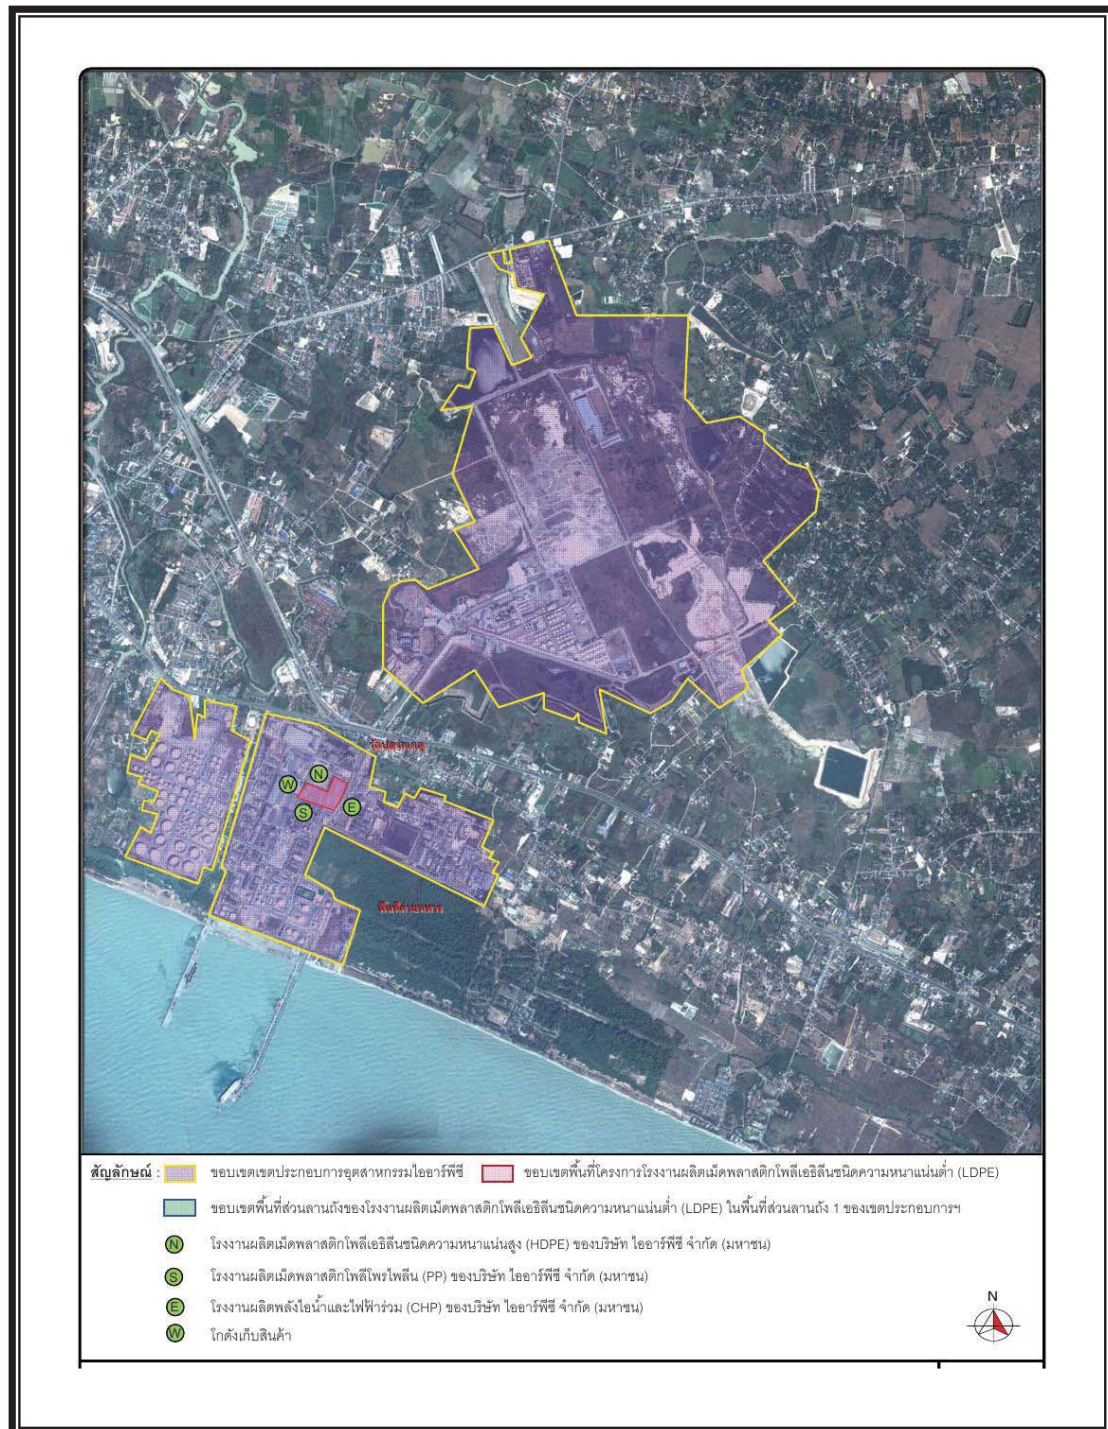 วัดปลวกเกตุ
พื้นที่ค่ายทหาร
สัญลักษณ์ :
ขอบเขตเขตประกอบการอุตสาหกรรมไออาร์พีซี
ขอบเขตพื้นที่โครงการโรงงานผลิตเม็ดพลาสติกโพลีเอธิลีนชนิดความหนาแน่นต่ำ (LDPE)
ขอบเขตพื้นที่ส่วนลานถังของโรงงานผลิตเม็ดพลาสติกโพลีเอธิลีนชนิดความหนาแน่นต่ำ (LDPE) ในพื้นที่ส่วนลานถัง 1 ของเขตประกอบการฯ
N โรงงานผลิตเม็ดพลาสติกโพลีเอธิลีนชนิดความหนาแน่นสูง (HDPE) ของบริษัท ไออาร์พีซี จำกัด (มหาชน)
S โรงงานผลิตเม็ดพลาสติกโพลีโพรไพลีน (PP) ของบริษัท ไออาร์พีซี จำกัด (มหาชน)
E โรงงานผลิตพลังไอน้ำและไฟฟ้าร่วม (CHP) ของบริษัท ไออาร์พีซี จำกัด (มหาชน)
W โกดังเก็บสินค้า
N
N
W
E
S